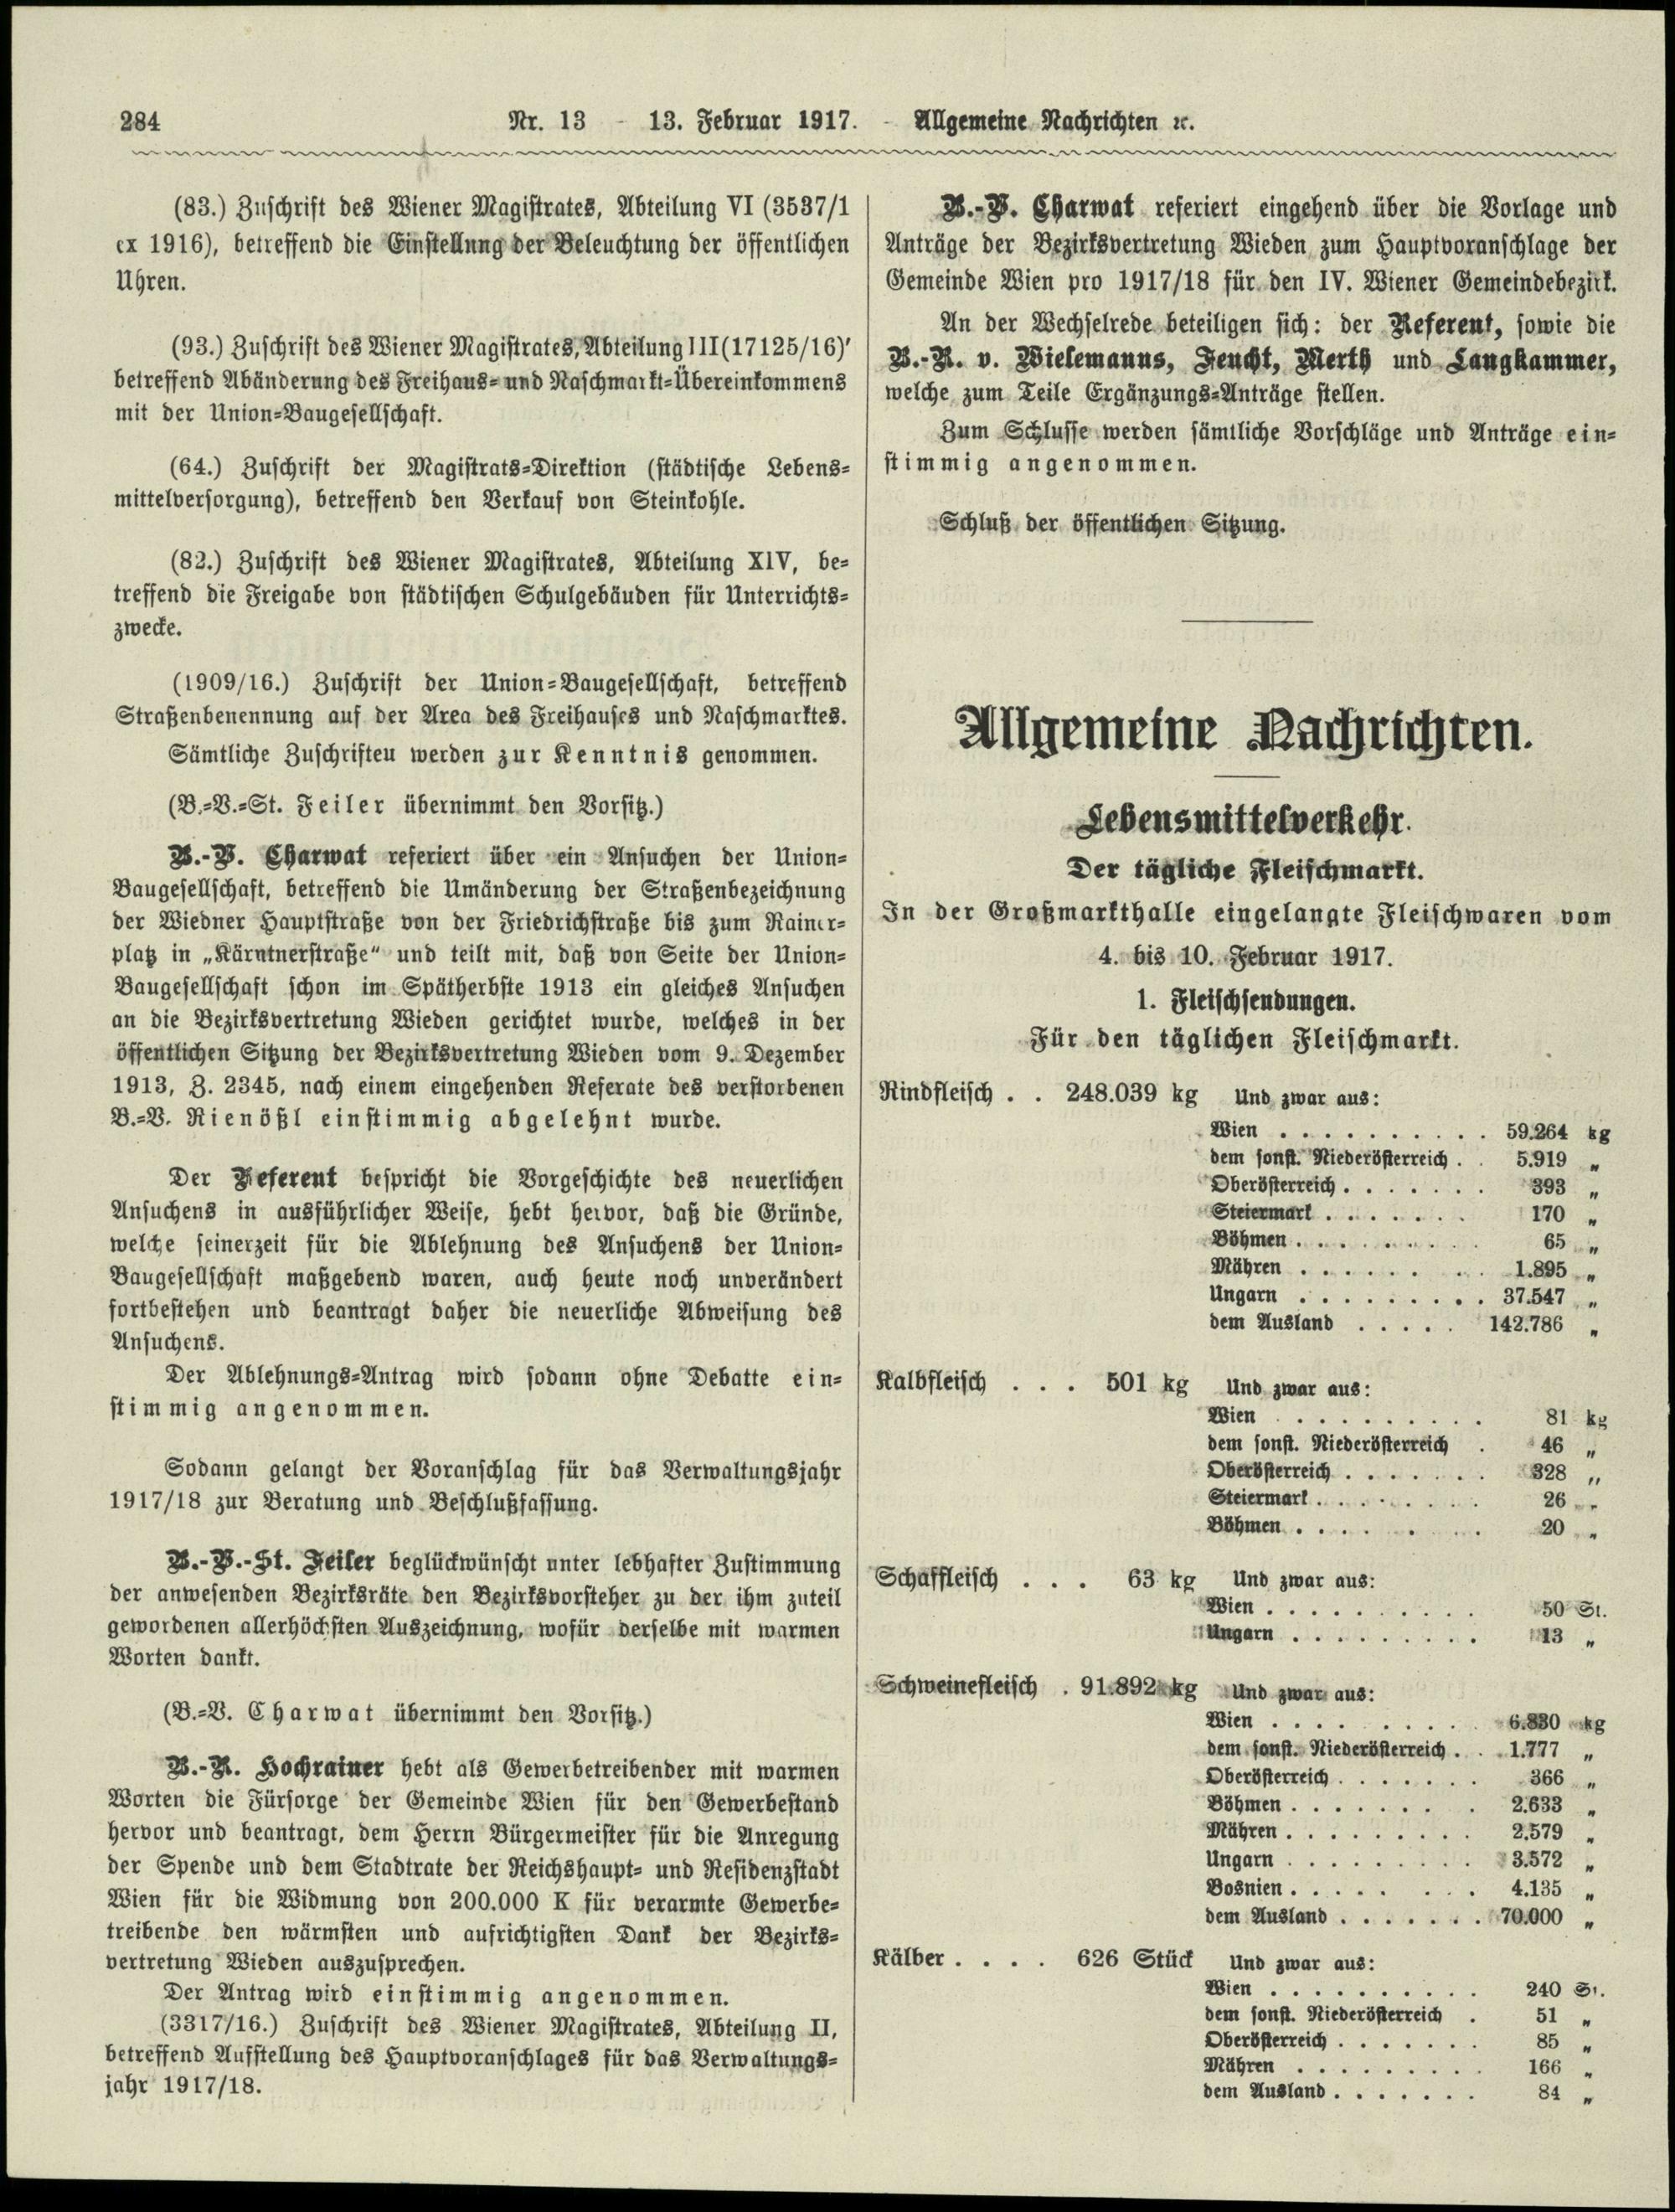 284 Nr. 13 – 13. Februar 1917. – Allgemeine Nachrichten ꝛc.
(83.) Zuschrift des Wiener Magistrates, Abteilung VI (3537/1
ex 1916), betreffend die Einstellung der Beleuchtung der öffentlichen
Uhren.
(93.) Zuschrift des Wiener Magistrates, Abteilung III (17125/16)'
betreffend Abänderung des Freihaus- und Naschmarkt-Übereinkommens
mit der Union-Baugesellschaft.
(64.) Zuschrift der Magistrats-Direktion (städtische Lebens-
mittelversorgung), betreffend den Verkauf von Steinkohle.
(82.) Zuschrift des Wiener Magistrates, Abteilung XIV, be-
treffend die Freigabe von städtischen Schulgebäuden für Unterrichts-
zwecke.
(1909/16.) Zuschrift der Union-Baugesellschaft, betreffend
Straßenbenennung auf der Area des Freihauses und Naschmarktes.
Sämtliche Zuschrifteu werden zur Kenntnis genommen.
(B.-V.-St. Feiler übernimmt den Vorsitz.)
B.-V. Charwat referiert über ein Ansuchen der Union-
Baugesellschaft, betreffend die Umänderung der Straßenbezeichnung
der Wiedner Hauptstraße von der Friedrichstraße bis zum Rainer-
platz in „Kärntnerstraße“ und teilt mit, daß von Seite der Union-
Baugesellschaft schon im Spätherbste 1913 ein gleiches Ansuchen
an die Bezirksvertretung Wieden gerichtet wurde, welches in der
öffentlichen Sitzung der Bezirksvertretung Wieden vom 9. Dezember
1913, Z. 2345, nach einem eingehenden Referate des verstorbenen
B.-V. Rienößl einstimmig abgelehnt wurde.
Der Referent bespricht die Vorgeschichte des neuerlichen
Ansuchens in ausführlicher Weise, hebt hervor, daß die Gründe,
welche seinerzeit für die Ablehnung des Ansuchens der Union-
Baugesellschaft maßgebend waren, auch heute noch unverändert
fortbestehen und beantragt daher die neuerliche Abweisung des
Ansuchens.
Der Ablehnungs-Antrag wird sodann ohne Debatte ein-
stimmig angenommen.
Sodann gelangt der Voranschlag für das Verwaltungsjahr
1917/18 zur Beratung und Beschlußfassung.
B.-V.-St. Feiler beglückwünscht unter lebhafter Zustimmung
der anwesenden Bezirksräte den Bezirksvorsteher zu der ihm zuteil
gewordenen allerhöchsten Auszeichnung, wofür derselbe mit warmen
Worten dankt.
(B.-V. Charwat übernimmt den Vorsitz.)
B.-R. Hochrainer hebt als Gewerbetreibender mit warmen
Worten die Fürsorge der Gemeinde Wien für den Gewerbestand
hervor und beantragt, dem Herrn Bürgermeister für die Anregung
der Spende und dem Stadtrate der Reichshaupt- und Residenzstadt
Wien für die Widmung von 200.000 K für verarmte Gewerbe-
treibende den wärmsten und aufrichtigsten Dank der Bezirks-
vertretung Wieden auszusprechen.
Der Antrag wird einstimmig angenommen.
(3317/16.) Zuschrift des Wiener Magistrates, Abteilung II,
betreffend Aufstellung des Hauptvoranschlages für das Verwaltungs-
jahr 1917/18.
B.-V. Charwat referiert eingehend über die Vorlage und
Anträge der Bezirksvertretung Wieden zum Hauptvoranschlage der
Gemeinde Wien pro 1917/18 für den IV. Wiener Gemeindebezirk.
An der Wechselrede beteiligen sich: der Referent, sowie die
B.-R. v. Wielemanns, Feucht, Merth und Langkammer,
welche zum Teile Ergänzungs-Anträge stellen.
Zum Schlusse werden sämtliche Vorschläge und Anträge ein-
stimmig angenommen.
Schluß der öffentlichen Sitzung.
Allgemeine Nachrichten.
Lebensmittelverkehr.
Der tägliche Fleischmarkt.
In der Großmarkthalle eingelangte Fleischwaren vom
4. bis 10. Februar 1917.
1. Fleischsendungen.
Für den täglichen Fleischmarkt.
Rindfleisch . . 248.039 kg Und zwar aus:
Wien . . . . . . . . . . 59.264 kg
dem sonst. Niederösterreich . . 5.919 „
Oberösterreich . . . . . . . 393 „
Steiermark . . . . . . . 170 „
Böhmen . . . . . . . . . 65 „
Mähren . . . . . . . . 1.895 „
Ungarn . . . . . . . . . 37.547 „
dem Ausland . . . . . 142.786 „
Kalbfleisch . . . 501 kg Und zwar aus:
Wien . . . . . . . . . 81 kg
dem sonst. Niederösterreich . 46 „
Oberösterreich . . . . . . . 328 „
Steiermark . . . . . . . . 26 „
Böhmen . . . . . . . . 20 „
Schaffleisch . . . 63 kg Und zwar aus:
Wien . . . . . . . . . . 50 St.
Ungarn . . . . . . . . . 13 „
Schweinefleisch . 91.892 kg Und zwar aus:
Wien . . . . . . . . . 6.830 kg
dem sonst. Niederösterreich . . 1.777 „
Oberösterreich . . . . . . . 366 „
Böhmen . . . . . . . . 2.633 „
Mähren . . . . . . . . . 2.579 „
Ungarn . . . . . . . . . 3.572 „
Bosnien . . . . . . . . 4.135 „
dem Ausland . . . . . . . 70.000 „
Kälber . . . . 626 Stück Und zwar aus:
Wien . . . . . . . . . . 240 St.
dem sonst. Niederösterreich . 51 „
Oberösterreich . . . . . . . 85 „
Mähren . . . . . . . . . 166 „
dem Ausland . . . . . . . 84 „